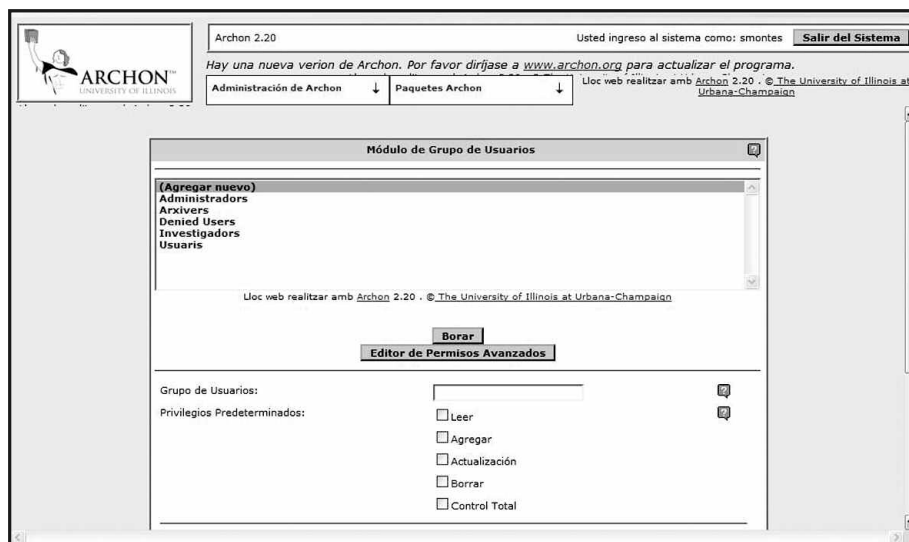 ARCHON™
UNIVERSITY OF ILLINOIS
Archon 2.20
Usted ingreso al sistema como: smontes
Salir del Sistema
Hay una nueva verion de Archon. Por favor diríjase a www.archon.org para actualizar el programa.
Administración de Archon ↓
Paquetes Archon ↓
Lloc web realitzar amb Archon 2.20 . © The University of Illinois at
Urbana-Champaign
Módulo de Grupo de Usuarios
(Agregar nuevo)
Administradors
Arxivers
Denied Users
Investigadors
Usuaris
Lloc web realitzar amb Archon 2.20 . © The University of Illinois at Urbana-Champaign
Borar
Editor de Permisos Avanzados
Grupo de Usuarios:
Privilegios Predeterminados:
Leer
Agregar
Actualización
Borrar
Control Total